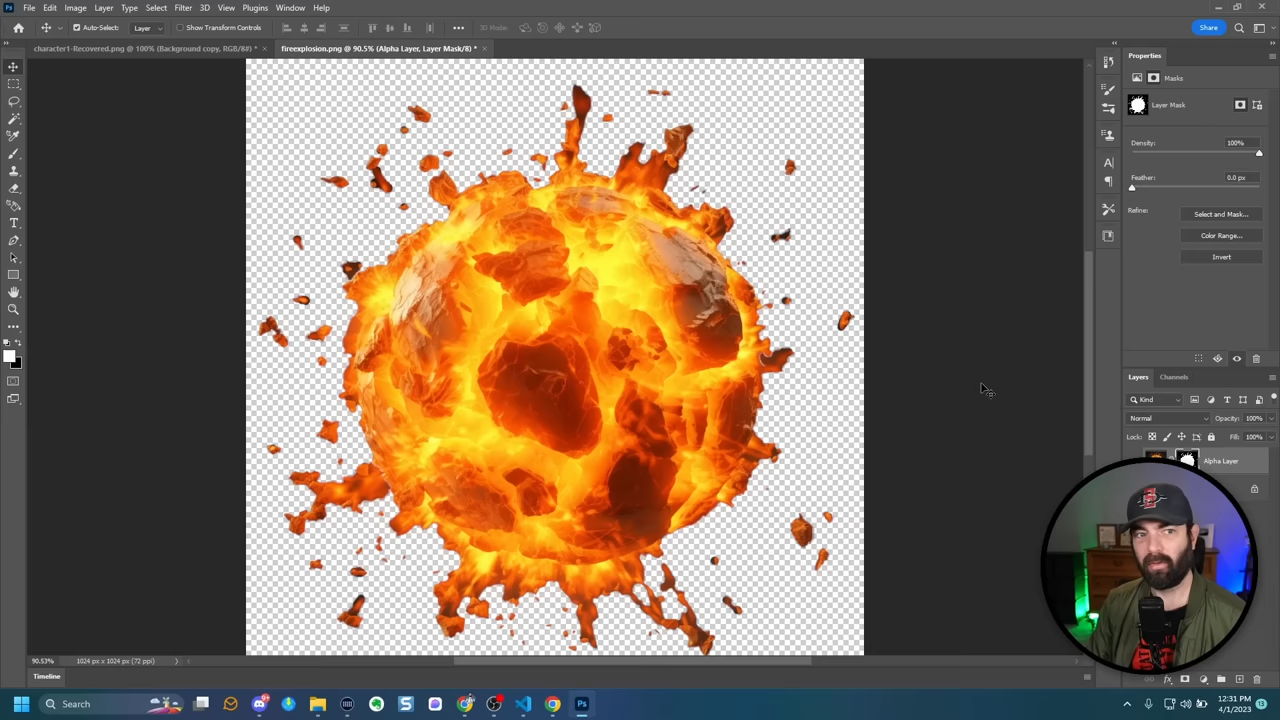 Ps File Edit Image Layer Type Select Filter 3D View Plugins Window Help
Auto-Select: Layer Show Transform Controls 3D Mode: Share
character1-Recovered.png @ 100% (Background copy, RGB/8#) * ×
fireexplosion.png @ 90.5% (Alpha Layer, Layer Mask/8) * ×
Properties
Masks
Layer Mask
Density: 100%
Feather: 0.0 px
Refine: Select and Mask...
Color Range...
Invert
Layers Channels
Kind
Normal Opacity: 100%
Lock: Fill: 100%
Alpha Layer
90.53% 1024 px x 1024 px (72 ppi)
Timeline
Search
12:31 PM
4/1/2023